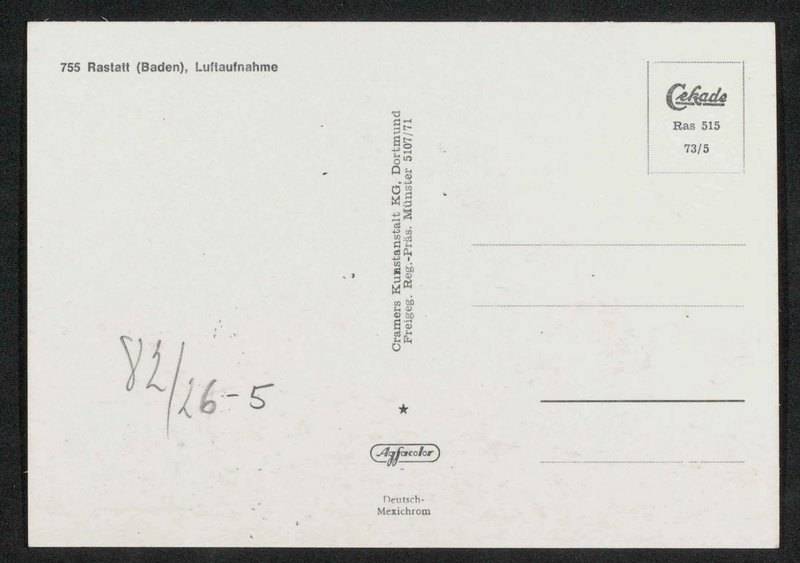 755 Rastatt (Baden), Luftaufnahme
Cekade
Ras 515
73/5
Cramers Kunstanstalt KG, Dortmund
Freigeg. Reg.-Präs. Münster 5107/71
82/26-5
Agfacolor
Deutsch-
Mexichrom